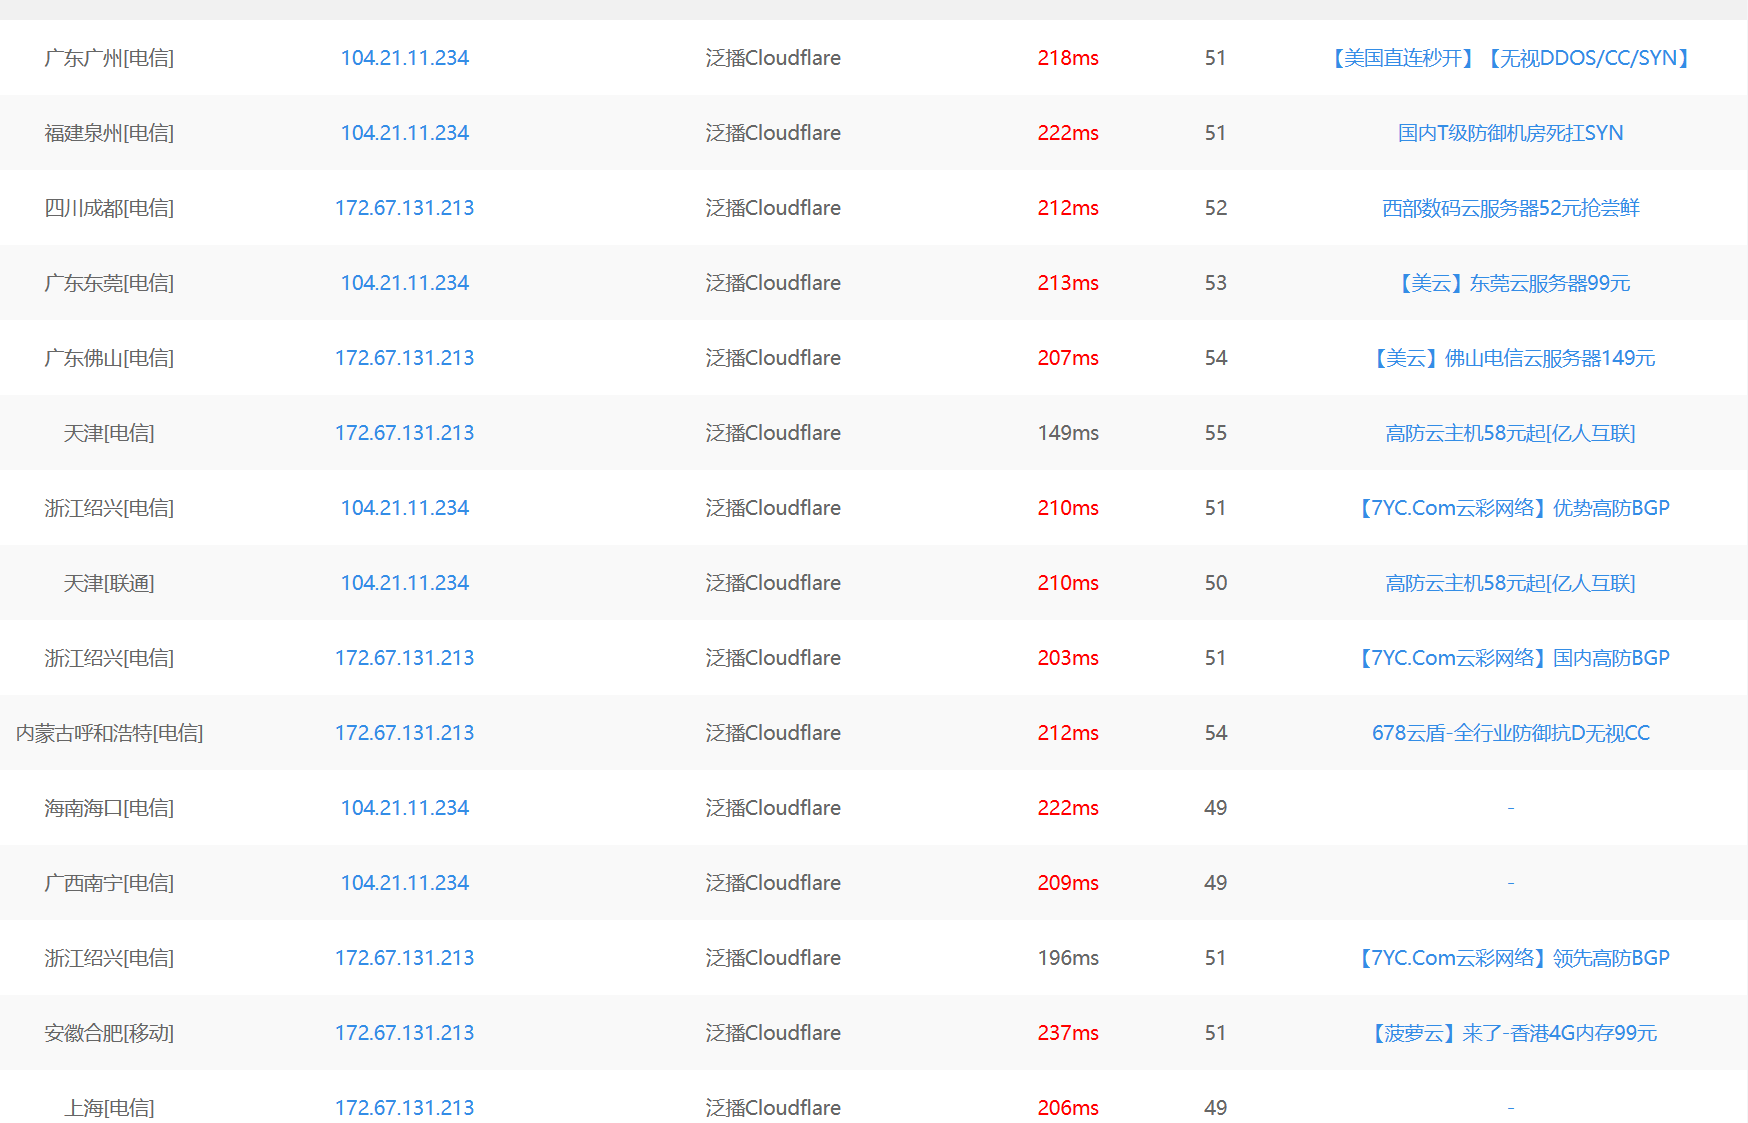 广东广州[电信] 104.21.11.234 泛播Cloudflare 218ms 51 【美国直连秒开】【无视DDOS/CC/SYN】
福建泉州[电信] 104.21.11.234 泛播Cloudflare 222ms 51 国内T级防御机房死扛SYN
四川成都[电信] 172.67.131.213 泛播Cloudflare 212ms 52 西部数码云服务器52元抢尝鲜
广东东莞[电信] 104.21.11.234 泛播Cloudflare 213ms 53 【美云】东莞云服务器99元
广东佛山[电信] 172.67.131.213 泛播Cloudflare 207ms 54 【美云】佛山电信云服务器149元
天津[电信] 172.67.131.213 泛播Cloudflare 149ms 55 高防云主机58元起[亿人互联]
浙江绍兴[电信] 104.21.11.234 泛播Cloudflare 210ms 51 【7YC.Com云彩网络】优势高防BGP
天津[联通] 104.21.11.234 泛播Cloudflare 210ms 50 高防云主机58元起[亿人互联]
浙江绍兴[电信] 172.67.131.213 泛播Cloudflare 203ms 51 【7YC.Com云彩网络】国内高防BGP
内蒙古呼和浩特[电信] 172.67.131.213 泛播Cloudflare 212ms 54 678云盾-全行业防御抗D无视CC
海南海口[电信] 104.21.11.234 泛播Cloudflare 222ms 49 -
广西南宁[电信] 104.21.11.234 泛播Cloudflare 209ms 49 -
浙江绍兴[电信] 172.67.131.213 泛播Cloudflare 196ms 51 【7YC.Com云彩网络】领先高防BGP
安徽合肥[移动] 172.67.131.213 泛播Cloudflare 237ms 51 【菠萝云】来了-香港4G内存99元
上海[电信] 172.67.131.213 泛播Cloudflare 206ms 49 -